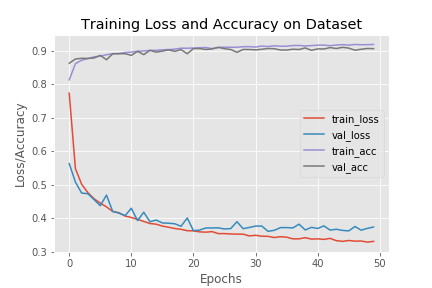 Training Loss and Accuracy on Dataset
Loss/Accuracy
0.9
0.8
0.7
0.6
0.5
0.4
0.3
train_loss
val_loss
train_acc
val_acc
0 10 20 30 40 50
Epochs